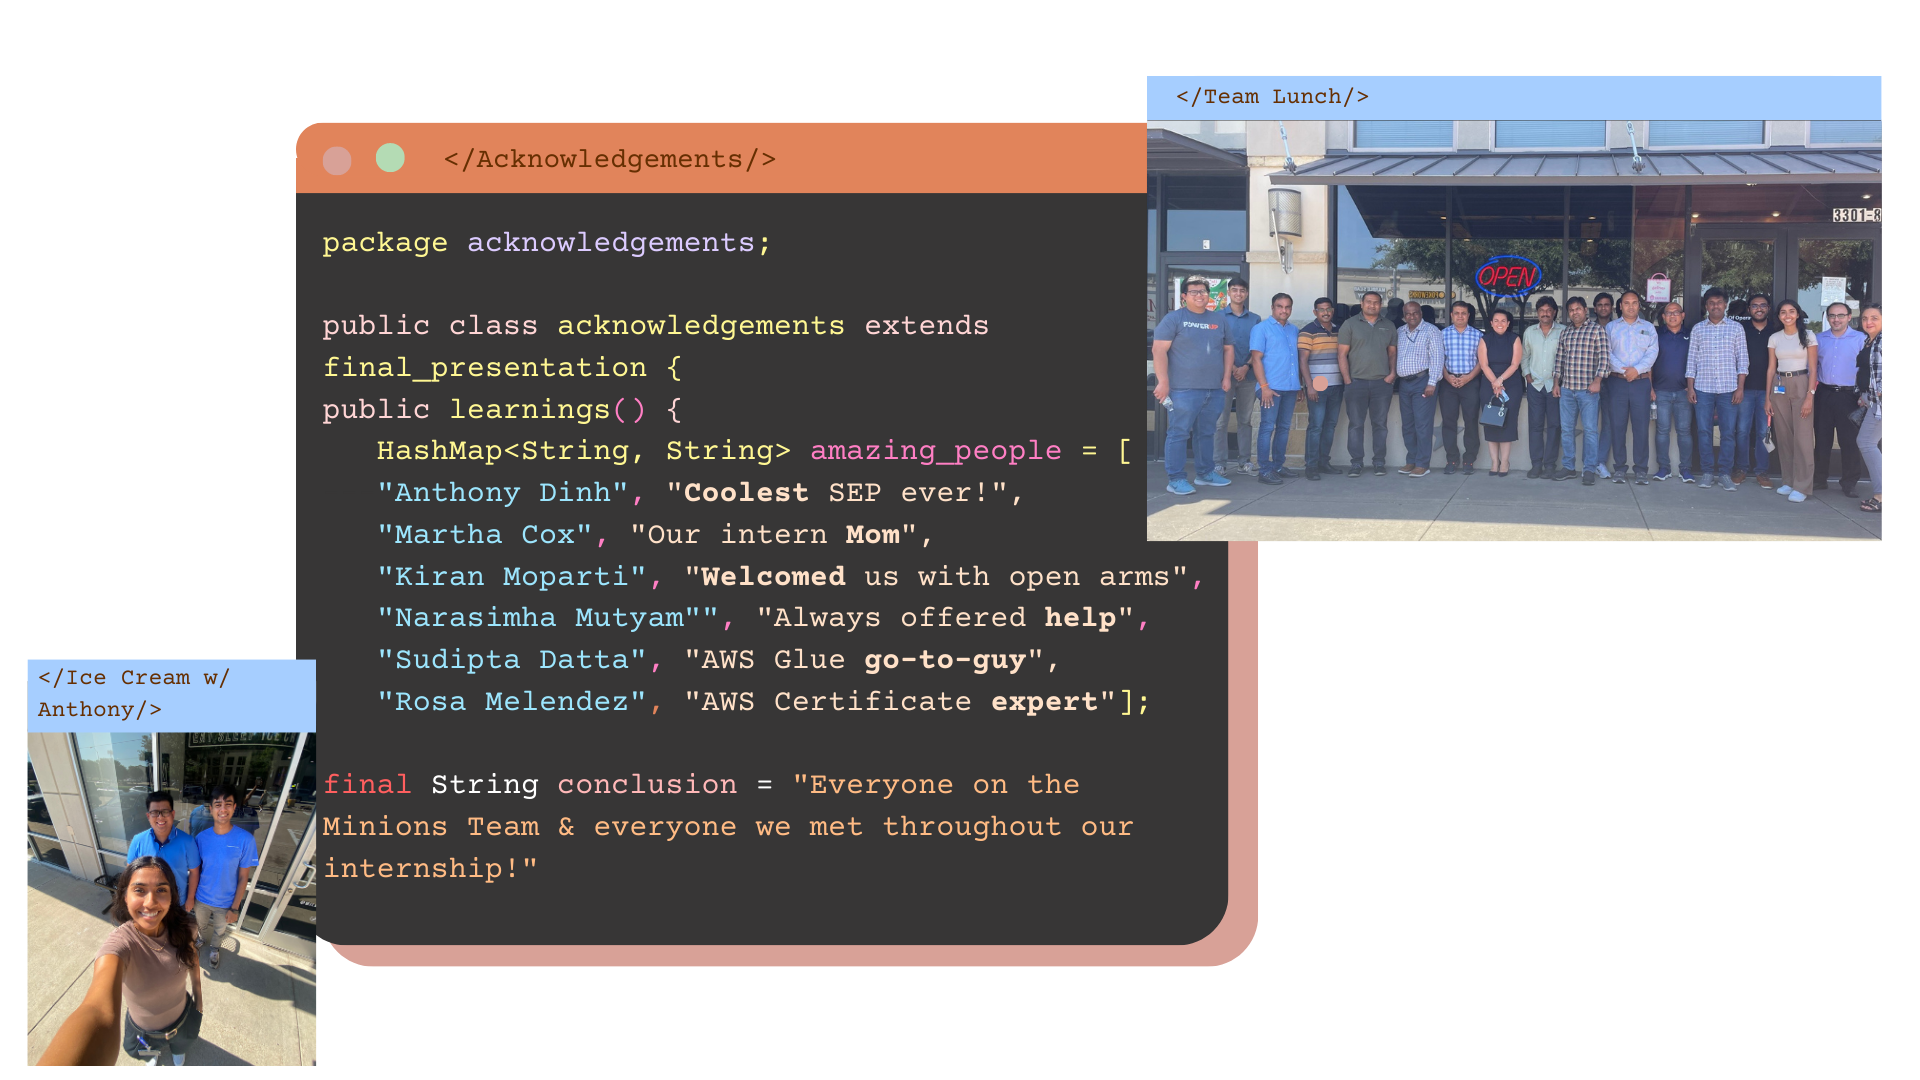 </Team Lunch/>
</Acknowledgements/>
package acknowledgements;
public class acknowledgements extends
final_presentation {
public learnings() {
HashMap<String, String> amazing_people = [
"Anthony Dinh", "Coolest SEP ever!",
"Martha Cox", "Our intern Mom",
"Kiran Moparti", "Welcomed us with open arms",
"Narasimha Mutyam"", "Always offered help",
"Sudipta Datta", "AWS Glue go-to-guy",
"Rosa Melendez", "AWS Certificate expert"];
final String conclusion = "Everyone on the
Minions Team & everyone we met throughout our
internship!"
</Ice Cream w/
Anthony/>
3301-8
OPEN
POWERUP
EAT, SLEEP ICE